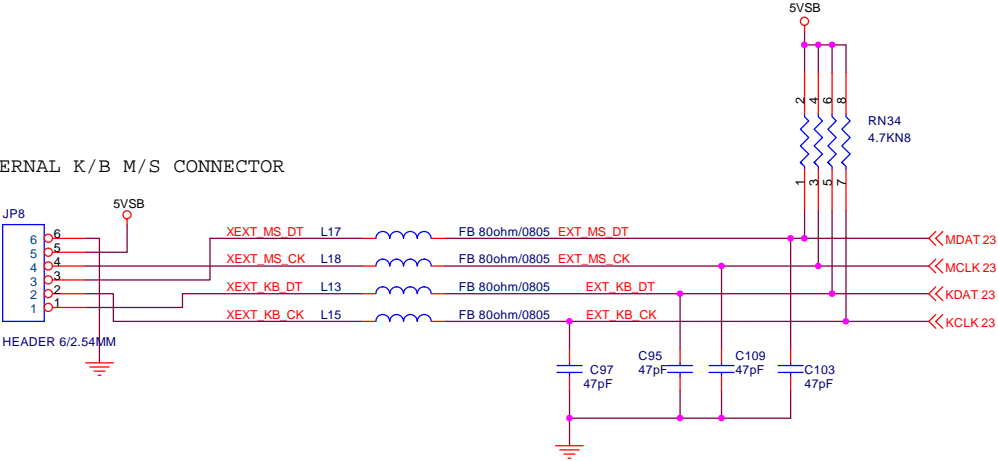 5VSB
2 4 6 8
RN34
4.7KN8
1 3 5 7
ERNAL K/B M/S CONNECTOR
JP8
5VSB
6 6
5 5
4 4
3 3
2 2
1 1
HEADER 6/2.54MM
XEXT_MS_DT L17 FB 80ohm/0805 EXT_MS_DT MDAT 23
XEXT_MS_CK L18 FB 80ohm/0805 EXT_MS_CK MCLK 23
XEXT_KB_DT L13 FB 80ohm/0805 EXT_KB_DT KDAT 23
XEXT_KB_CK L15 FB 80ohm/0805 EXT_KB_CK KCLK 23
C97
47pF
C95
47pF
C109
47pF
C103
47pF